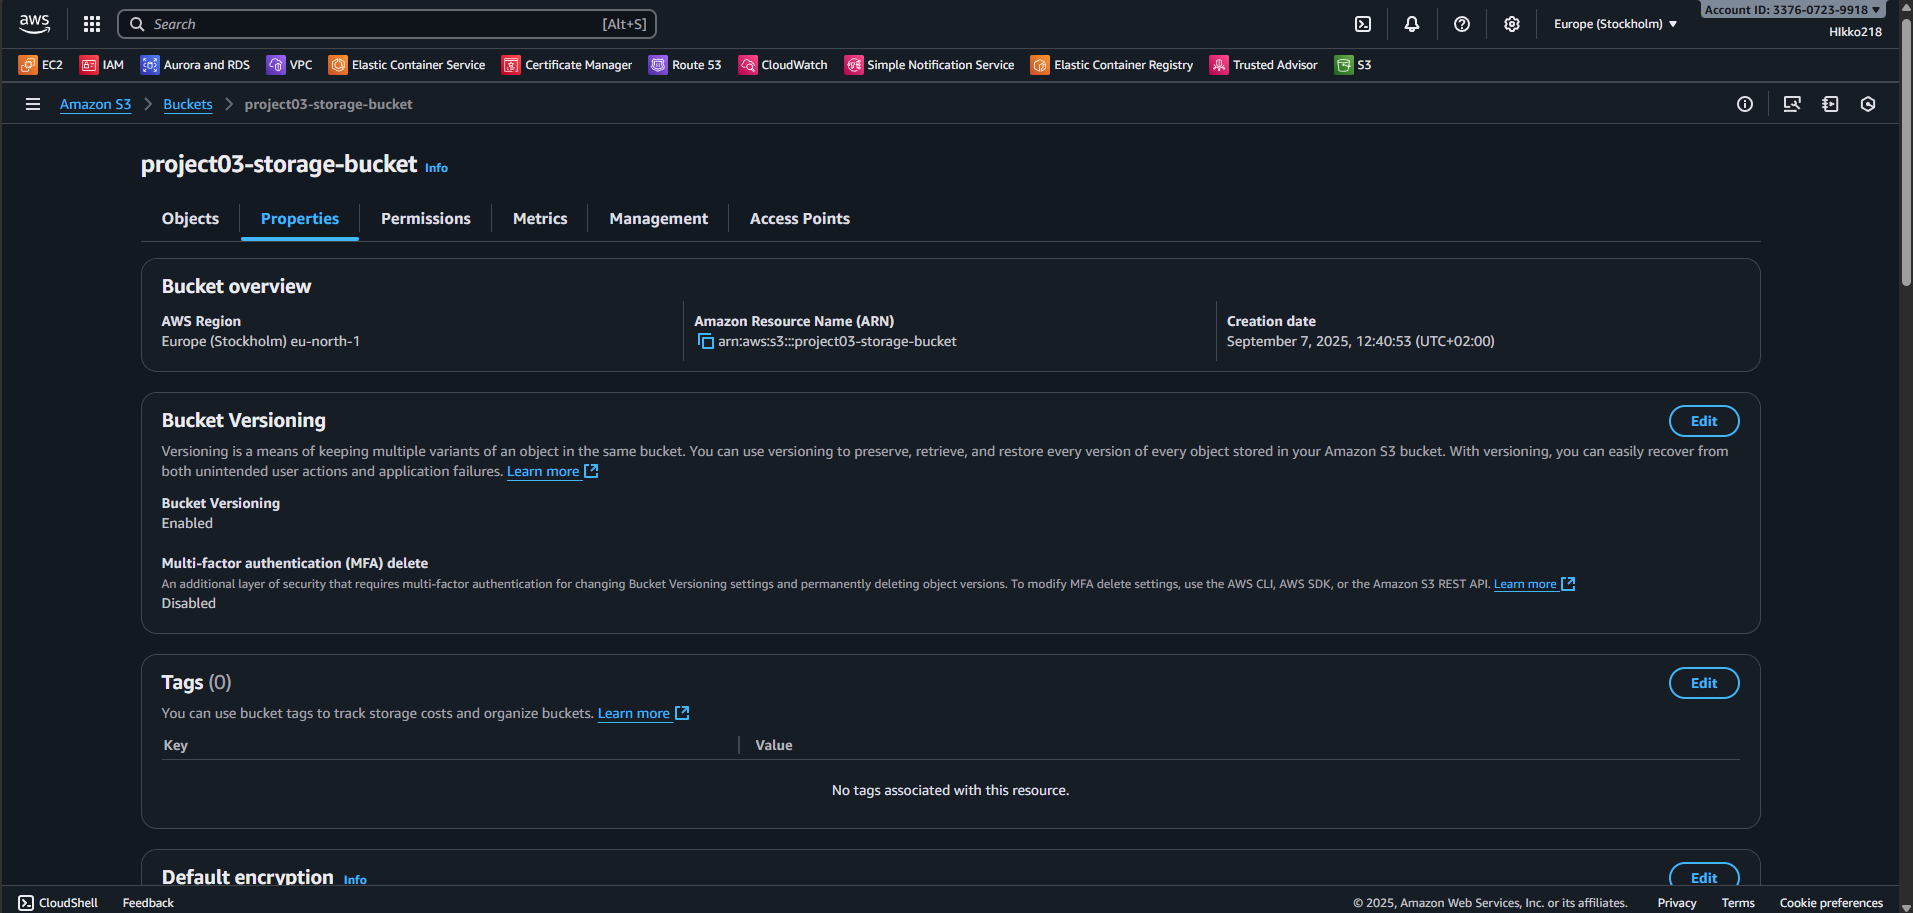 aws Search [Alt+S] Europe (Stockholm) Account ID: 3376-0723-9918
HIkko218
EC2 IAM Aurora and RDS VPC Elastic Container Service Certificate Manager Route 53 CloudWatch Simple Notification Service Elastic Container Registry Trusted Advisor S3
Amazon S3 Buckets project03-storage-bucket
project03-storage-bucket Info
Objects Properties Permissions Metrics Management Access Points
Bucket overview
AWS Region Amazon Resource Name (ARN) Creation date
Europe (Stockholm) eu-north-1 arn:aws:s3:::project03-storage-bucket September 7, 2025, 12:40:53 (UTC+02:00)
Bucket Versioning Edit
Versioning is a means of keeping multiple variants of an object in the same bucket. You can use versioning to preserve, retrieve, and restore every version of every object stored in your Amazon S3 bucket. With versioning, you can easily recover from
both unintended user actions and application failures. Learn more
Bucket Versioning
Enabled
Multi-factor authentication (MFA) delete
An additional layer of security that requires multi-factor authentication for changing Bucket Versioning settings and permanently deleting object versions. To modify MFA delete settings, use the AWS CLI, AWS SDK, or the Amazon S3 REST API. Learn more
Disabled
Tags (0) Edit
You can use bucket tags to track storage costs and organize buckets. Learn more
Key Value
No tags associated with this resource.
Default encryption Info Edit
CloudShell Feedback © 2025, Amazon Web Services, Inc. or its affiliates. Privacy Terms Cookie preferences